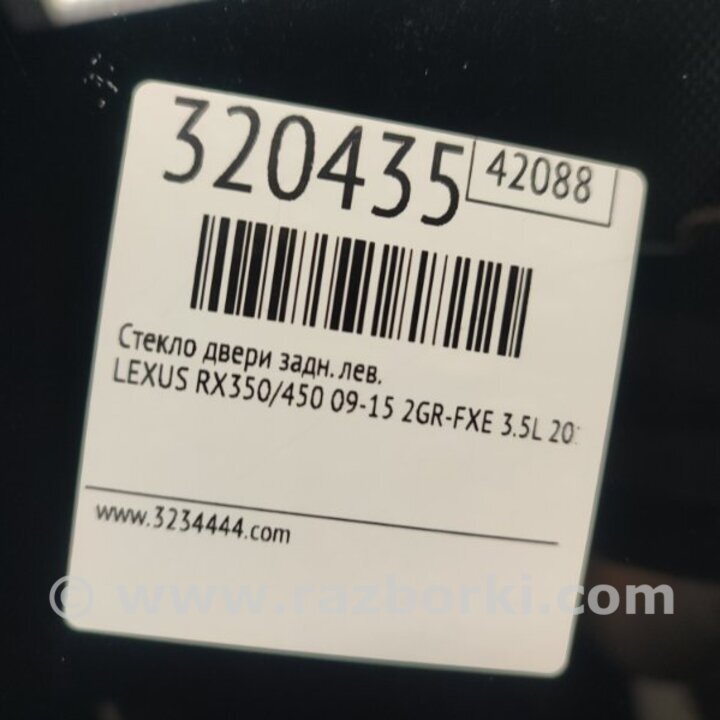 320435
42088
Стекло двери задн. лев.
LEXUS RX350/450 09-15 2GR-FXE 3.5L
www.3234444.com
© www.razborki.com